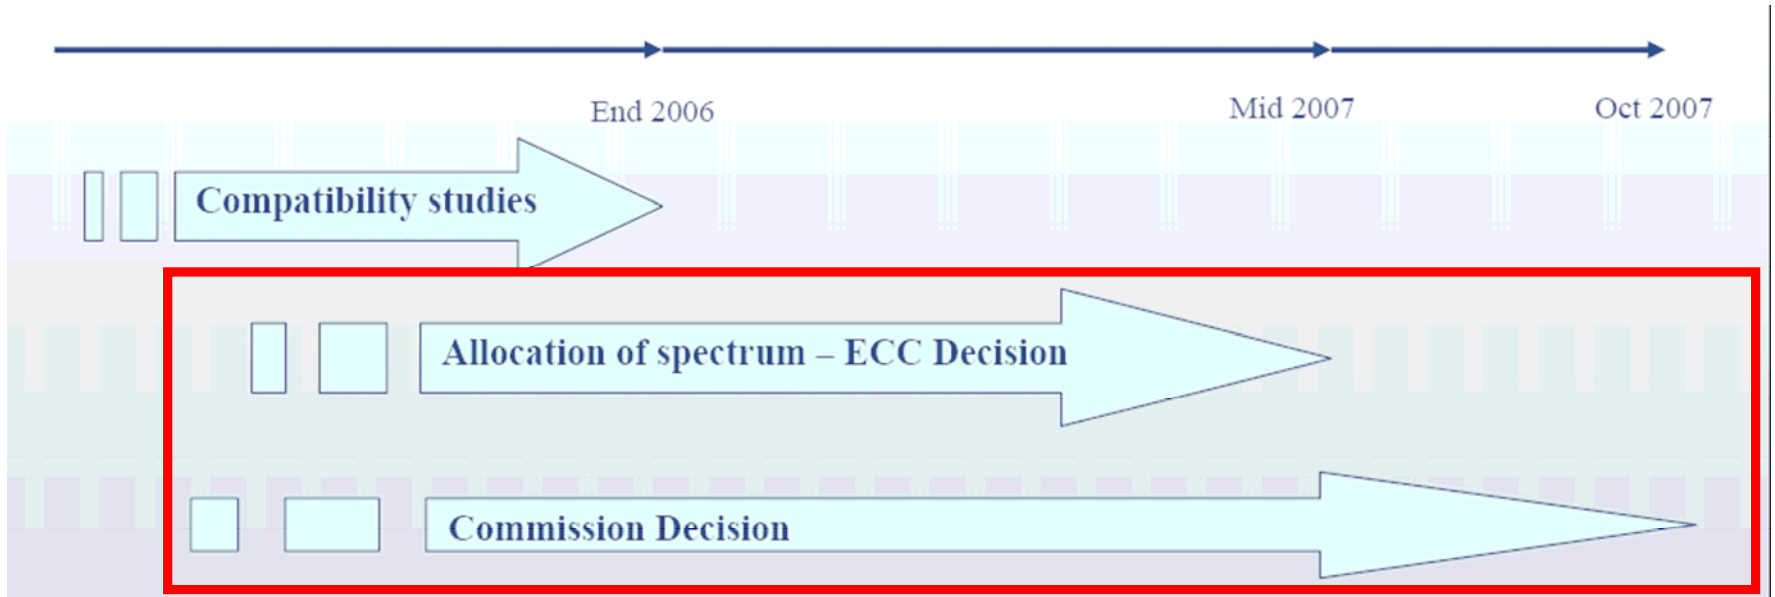 End 2006
Mid 2007
Oct 2007
Compatibility studies
Allocation of spectrum – ECC Decision
Commission Decision